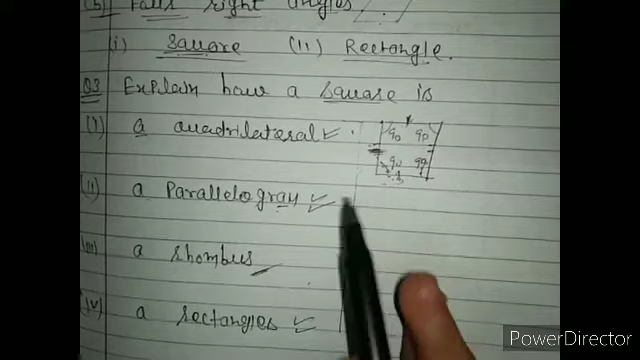 (b) Four right angles.
(i) Square (ii) Rectangle.
Q3 Explain how a square is
(i) a quadrilateral
90 90
90 90
(ii) a Parallelogram
(iii) a rhombus
(iv) a rectangles
PowerDirector